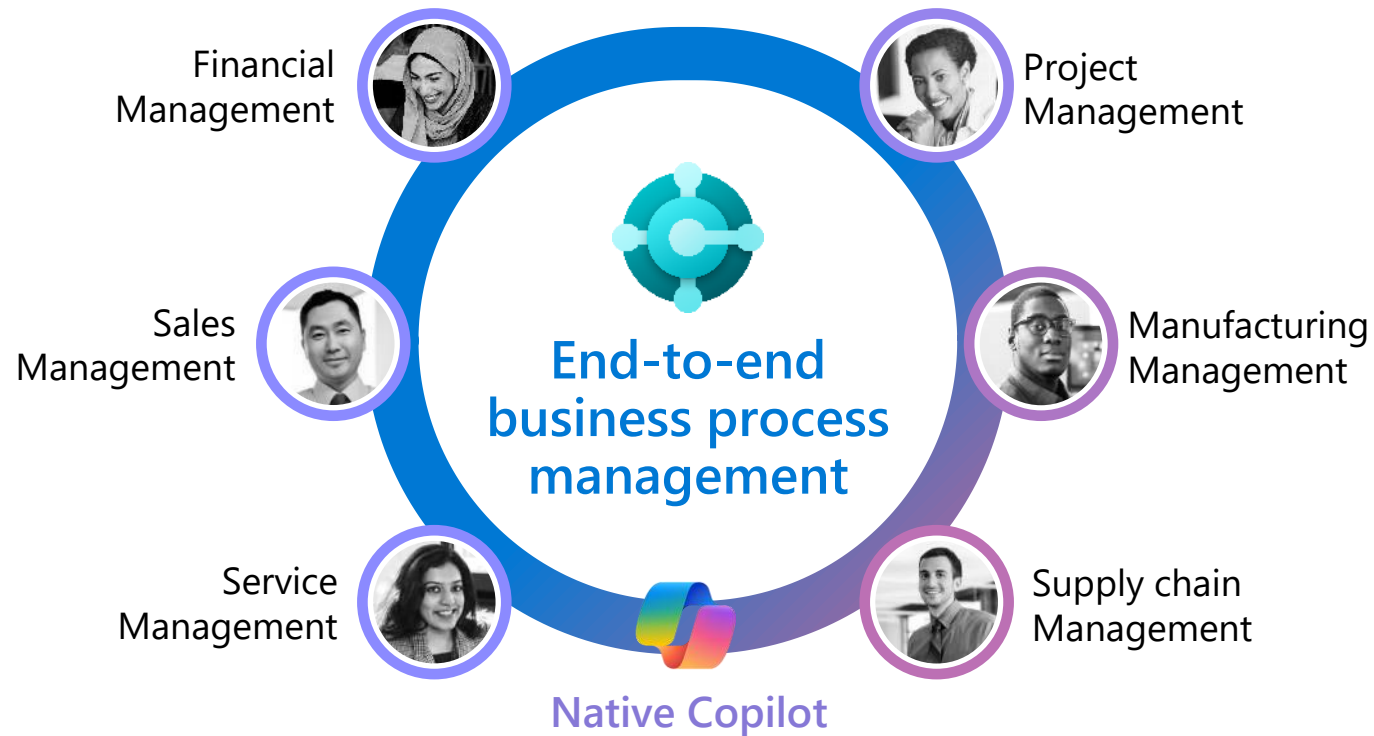 Financial
Management
Project
Management
Sales
Management
End-to-end
business process
management
Manufacturing
Management
Service
Management
Supply chain
Management
Native Copilot